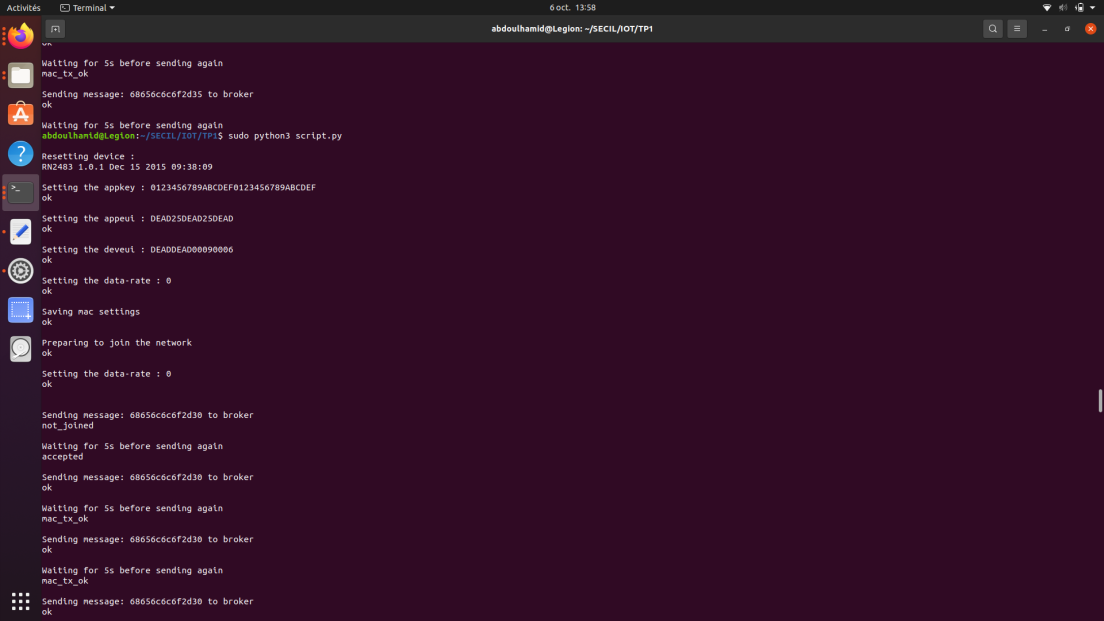 Activités
Terminal
6 oct. 13:58
abdoulhamid@Legion: ~/SECIL/IOT/TP1
ok
Waiting for 5s before sending again
mac_tx_ok
Sending message: 68656c6c6f2d35 to broker
ok
Waiting for 5s before sending again
abdoulhamid@Legion:~/SECIL/IOT/TP1$ sudo python3 script.py
Resetting device :
RN2483 1.0.1 Dec 15 2015 09:38:09
Setting the appkey : 0123456789ABCDEF0123456789ABCDEF
ok
Setting the appeui : DEAD25DEAD25DEAD
ok
Setting the deveui : DEADDEAD00090006
ok
Setting the data-rate : 0
ok
Saving mac settings
ok
Preparing to join the network
ok
Setting the data-rate : 0
ok
Sending message: 68656c6c6f2d30 to broker
not_joined
Waiting for 5s before sending again
accepted
Sending message: 68656c6c6f2d30 to broker
ok
Waiting for 5s before sending again
mac_tx_ok
Sending message: 68656c6c6f2d30 to broker
ok
Waiting for 5s before sending again
mac_tx_ok
Sending message: 68656c6c6f2d30 to broker
ok